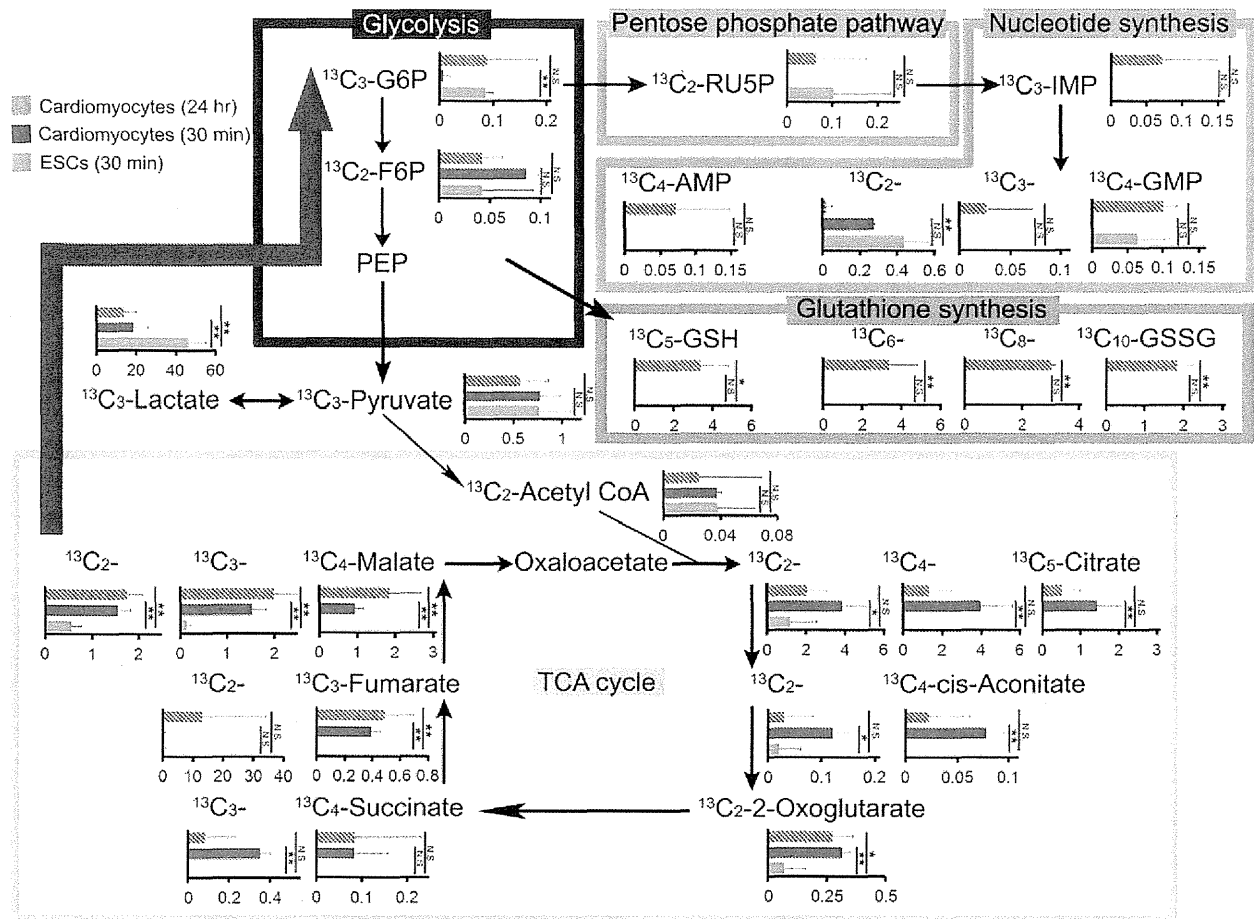 Glycolysis
Pentose phosphate pathway
Nucleotide synthesis
Cardiomyocytes (24 hr)
Cardiomyocytes (30 min)
ESCs (30 min)
¹³C₃-G6P
N.S
**
0 0.1 0.2
¹³C₂-RU5P
N.S
N.S
0 0.1 0.2
¹³C₃-IMP
N.S
N.S
0 0.05 0.1 0.15
¹³C₂-F6P
N.S
N.S
0 0.05 0.1
PEP
¹³C₄-AMP
N.S
N.S
0 0.05 0.1 0.15
¹³C₂-
**
N.S
0 0.2 0.4 0.6
¹³C₃-
N.S
N.S
0 0.05 0.1
¹³C₄-GMP
N.S
N.S
0 0.05 0.1 0.15
Glutathione synthesis
¹³C₅-GSH
N.S
*
0 2 4 6
¹³C₆-
N.S
**
0 2 4 6
¹³C₈-
N.S
**
0 2 4
¹³C₁₀-GSSG
N.S
**
0 1 2 3
**
**
0 20 40 60
¹³C₃-Lactate
¹³C₃-Pyruvate
N.S
N.S
0 0.5 1
¹³C₂-Acetyl CoA
N.S
N.S
0 0.04 0.08
¹³C₂-
**
**
0 1 2
¹³C₃-
**
**
0 1 2
¹³C₄-Malate
**
**
0 1 2 3
Oxaloacetate
¹³C₂-
*
N.S
0 2 4 6
¹³C₄-
**
N.S
0 2 4 6
¹³C₅-Citrate
**
N.S
0 1 2 3
TCA cycle
¹³C₂-
N.S
N.S
0 10 20 30 40
¹³C₃-Fumarate
**
**
0 0.2 0.4 0.6 0.8
¹³C₂-
*
N.S
0 0.1 0.2
¹³C₄-cis-Aconitate
**
N.S
0 0.05 0.1
¹³C₃-
**
N.S
0 0.2 0.4
¹³C₄-Succinate
N.S
N.S
0 0.1 0.2
¹³C₂-2-Oxoglutarate
**
*
0 0.25 0.5